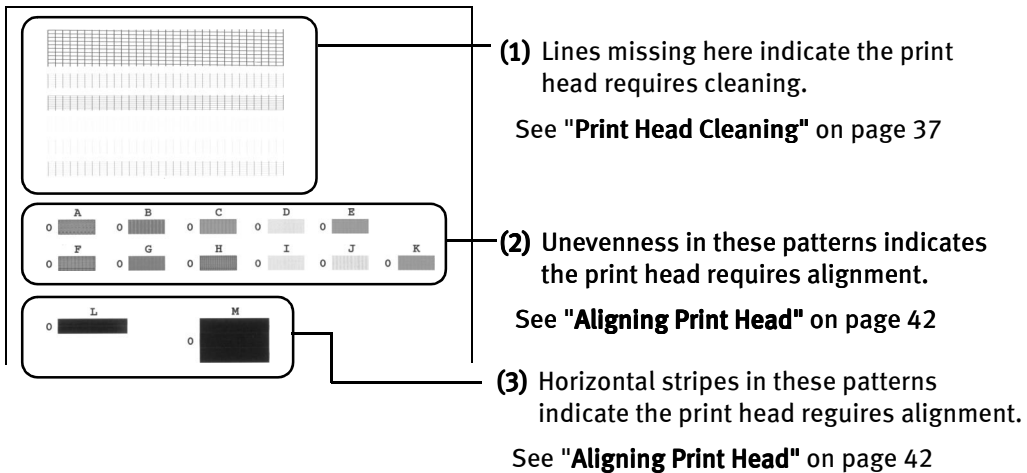 (1) Lines missing here indicate the print
head requires cleaning.
See "Print Head Cleaning" on page 37
A B C D E
0 0 0 0 0
F G H I J K
0 0 0 0 0 0
(2) Unevenness in these patterns indicates
the print head requires alignment.
See "Aligning Print Head" on page 42
L M
0 0
(3) Horizontal stripes in these patterns
indicate the print head reguires alignment.
See "Aligning Print Head" on page 42